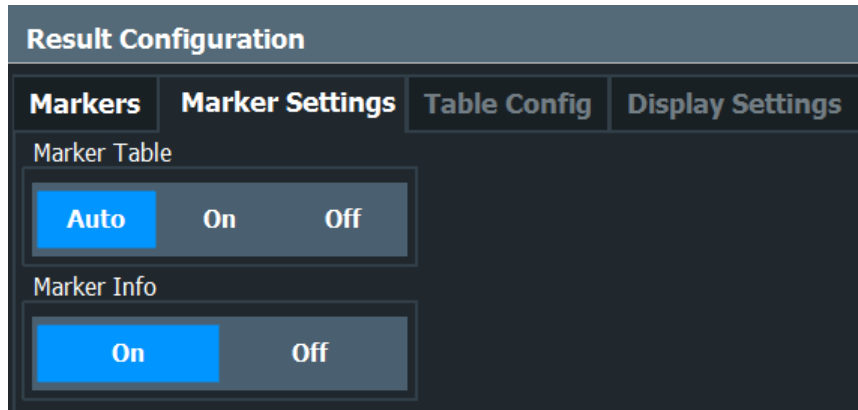 Result Configuration
Markers Marker Settings Table Config Display Settings
Marker Table
Auto On Off
Marker Info
On Off